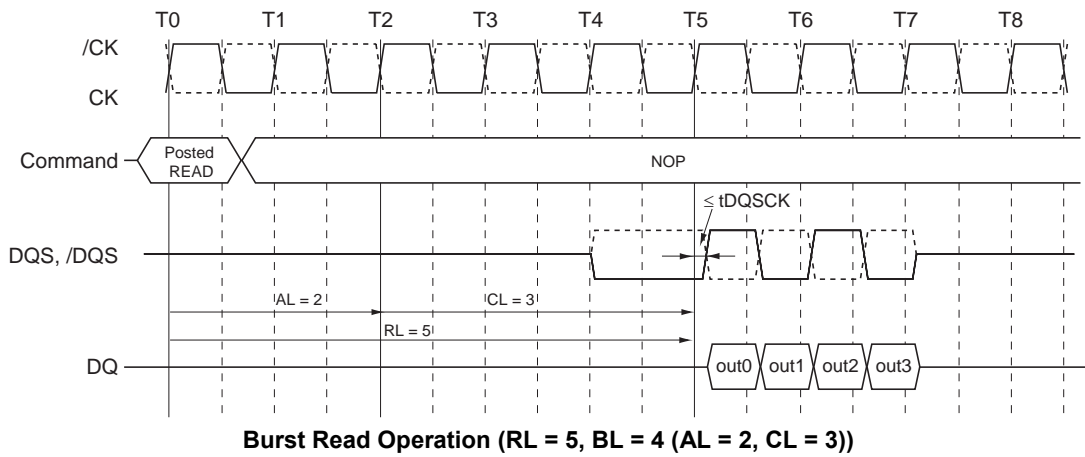 T0 T1 T2 T3 T4 T5 T6 T7 T8
/CK
CK
Command
Posted
READ
NOP
≤ tDQSCK
DQS, /DQS
AL = 2
CL = 3
RL = 5
DQ
out0 out1 out2 out3
Burst Read Operation (RL = 5, BL = 4 (AL = 2, CL = 3))